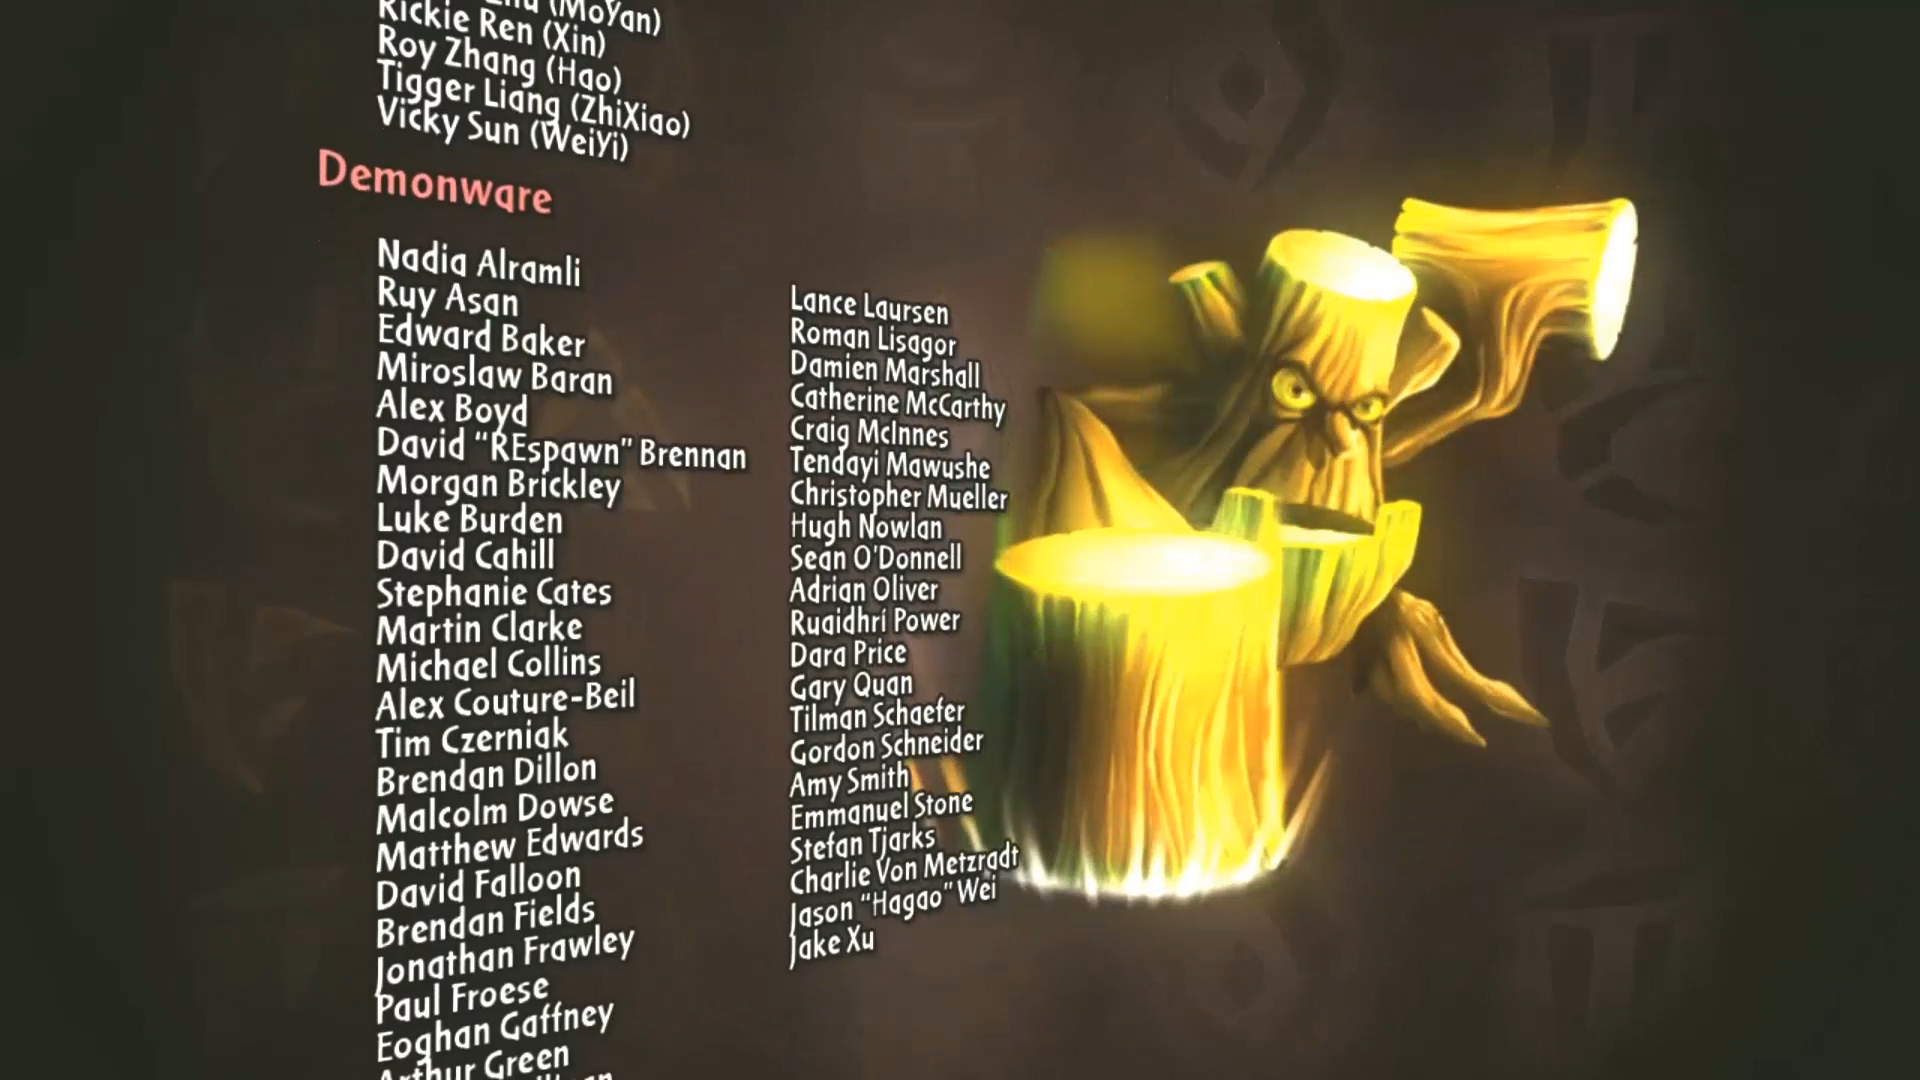 (MoYan)
Rickie Ren (Xin)
Roy Zhang (Hao)
Tigger Liang (ZhiXiao)
Vicky Sun (WeiYi)
Demonware
Nadia Alramli
Ruy Asan
Edward Baker
Miroslaw Baran
Alex Boyd
David “REspawn” Brennan
Morgan Brickley
Luke Burden
David Cahill
Stephanie Cates
Martin Clarke
Michael Collins
Alex Couture-Beil
Tim Czerniak
Brendan Dillon
Malcolm Dowse
Matthew Edwards
David Falloon
Brendan Fields
Jonathan Frawley
Paul Froese
Eoghan Gaffney
Arthur Green
Lance Laursen
Roman Lisagor
Damien Marshall
Catherine McCarthy
Craig McInnes
Tendayi Mawushe
Christopher Mueller
Hugh Nowlan
Sean O'Donnell
Adrian Oliver
Ruaidhrí Power
Dara Price
Gary Quan
Tilman Schaefer
Gordon Schneider
Amy Smith
Emmanuel Stone
Stefan Tjarks
Charlie Von Metzradt
Jason “Hagao” Wei
Jake Xu